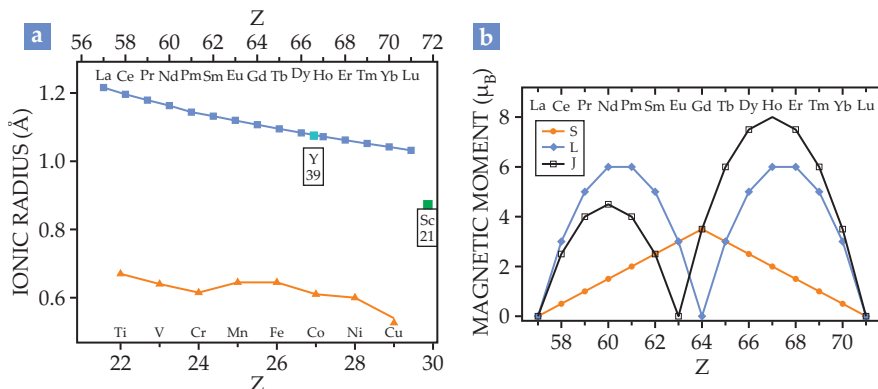 a
Z
56 58 60 62 64 66 68 70 72
La Ce Pr Nd Pm Sm Eu Gd Tb Dy Ho Er Tm Yb Lu
IONIC RADIUS (Å)
1.2
1.0
0.8
0.6
Y
39
Sc
21
Ti V Cr Mn Fe Co Ni Cu
22 24 26 28 30
Z
b
La Ce Pr Nd Pm Sm Eu Gd Tb Dy Ho Er Tm Yb Lu
MAGNETIC MOMENT (μB)
8
6
4
2
0
S
L
J
58 60 62 64 66 68 70
Z